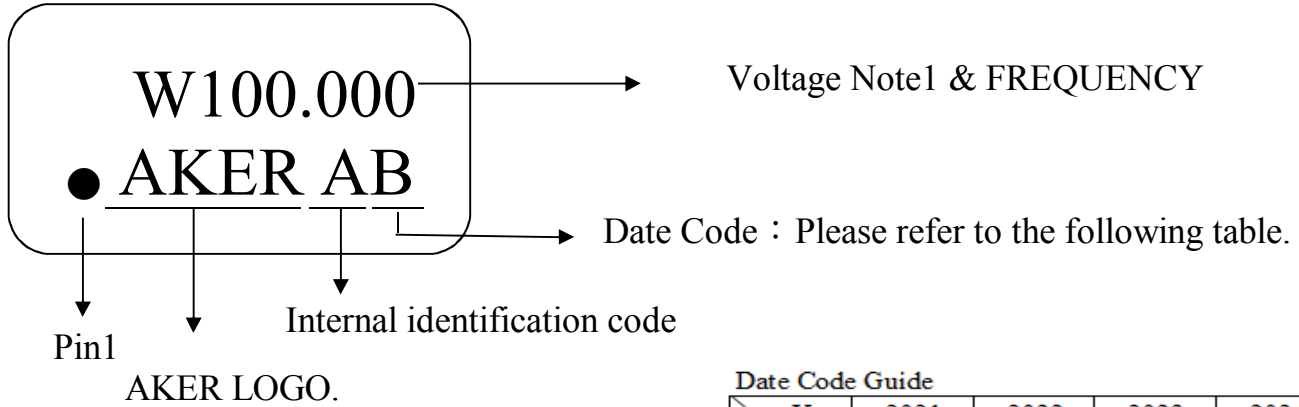 W100.000
Voltage Note1 & FREQUENCY
AKER AB
Date Code：Please refer to the following table.
Internal identification code
Pin1
AKER LOGO.
Date Code Guide